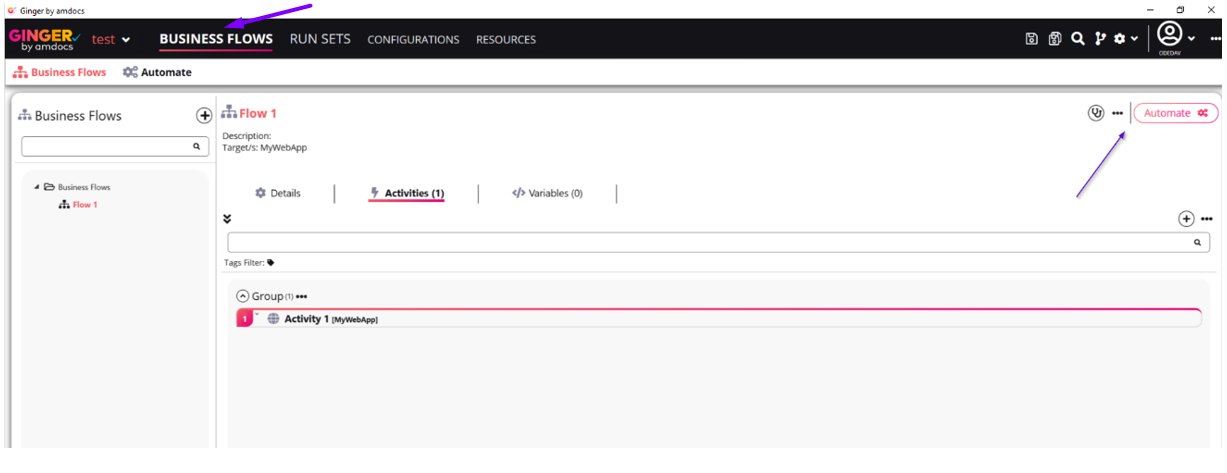 Ginger by amdocs
GINGER by amdocs test BUSINESS FLOWS RUN SETS CONFIGURATIONS RESOURCES
ODEDAV
Business Flows Automate
Business Flows
Flow 1
Automate
Description:
Target/s: MyWebApp
Business Flows
Flow 1
Details Activities (1) </> Variables (0)
Tags Filter:
Group (1)
1 Activity 1 [MyWebApp]